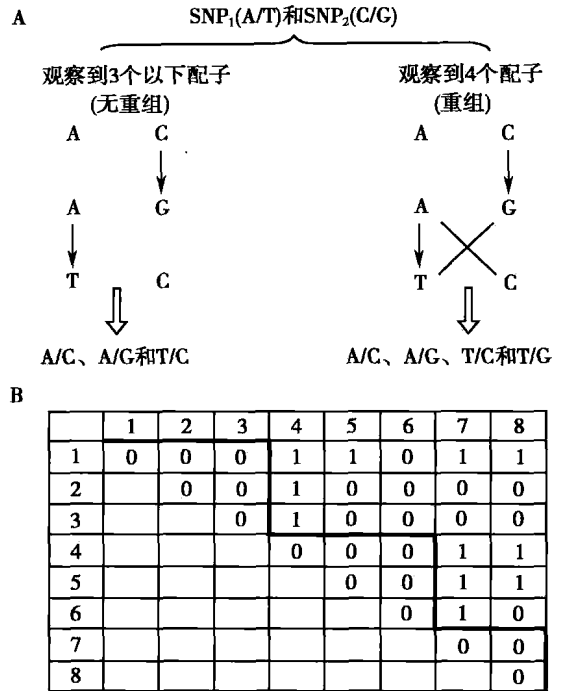 A
SNP₁(A/T)和SNP₂(C/G)
观察到3个以下配子 观察到4个配子
(无重组) (重组)
A C A C
A G A G
T C T C
A/C、A/G和T/C A/C、A/G、T/C和T/G
B
1 2 3 4 5 6 7 8
1 0 0 0 1 1 0 1 1
2 0 0 1 0 0 0 0
3 0 1 0 0 0 0
4 0 0 0 1 1
5 0 0 1 1
6 0 1 0
7 0 0
8 0